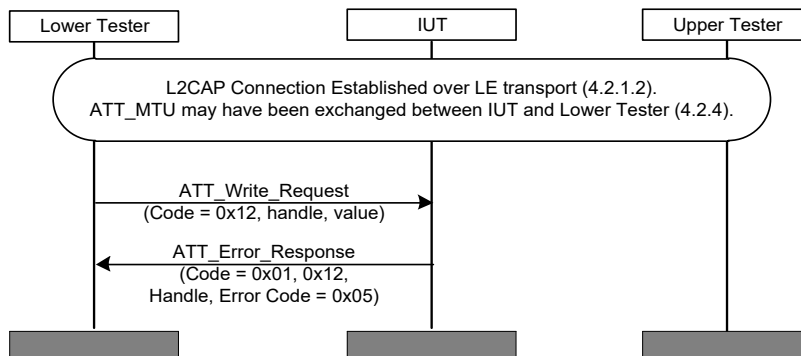 Lower Tester
IUT
Upper Tester
L2CAP Connection Established over LE transport (4.2.1.2).
ATT_MTU may have been exchanged between IUT and Lower Tester (4.2.4).
ATT_Write_Request
(Code = 0x12, handle, value)
ATT_Error_Response
(Code = 0x01, 0x12,
Handle, Error Code = 0x05)